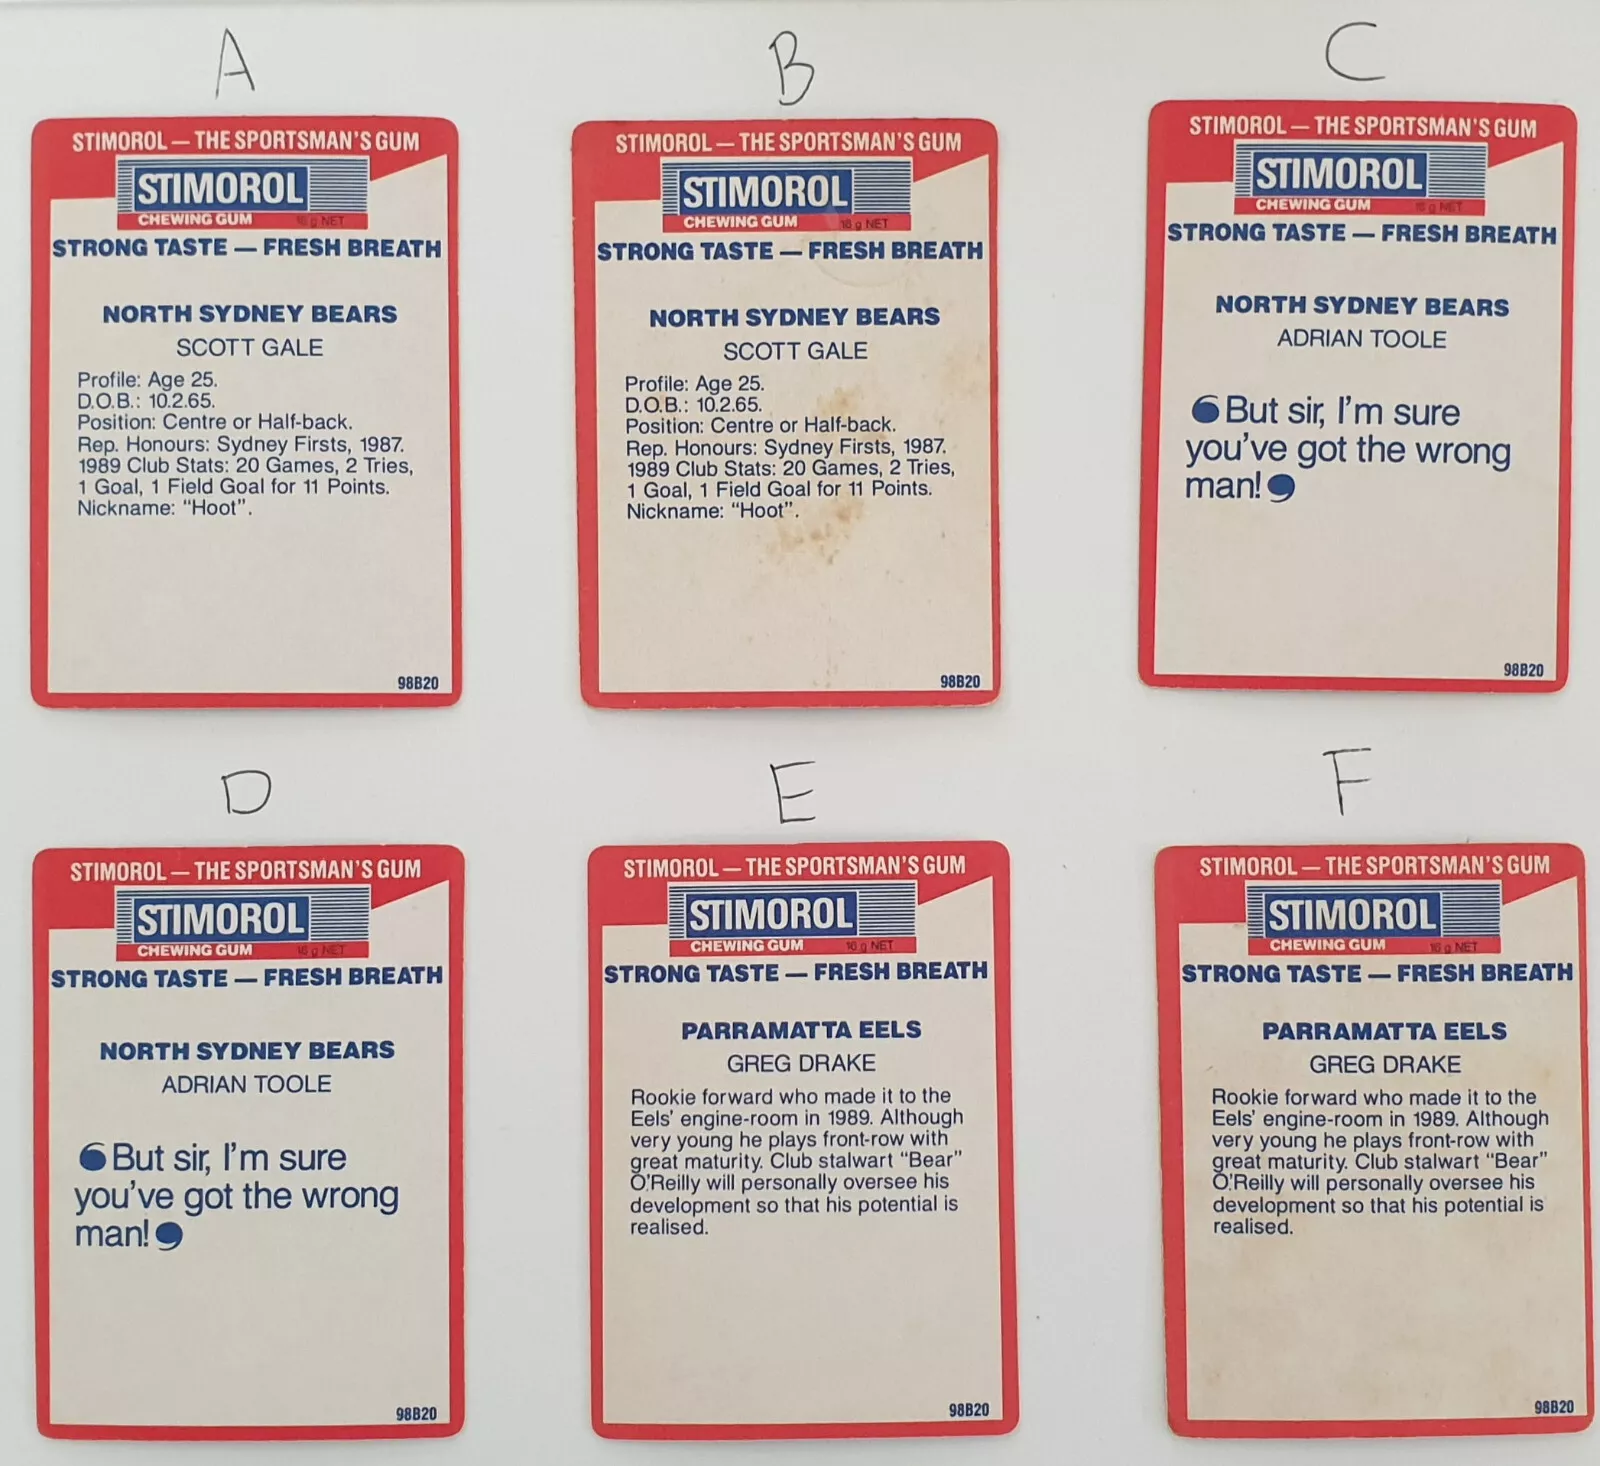 A
STIMOROL — THE SPORTSMAN'S GUM
STIMOROL
CHEWING GUM 16 g NET
STRONG TASTE — FRESH BREATH
NORTH SYDNEY BEARS
SCOTT GALE
Profile: Age 25.
D.O.B.: 10.2.65.
Position: Centre or Half-back.
Rep. Honours: Sydney Firsts, 1987.
1989 Club Stats: 20 Games, 2 Tries,
1 Goal, 1 Field Goal for 11 Points.
Nickname: “Hoot”.
98B20
B
STIMOROL — THE SPORTSMAN'S GUM
STIMOROL
CHEWING GUM 16 g NET
STRONG TASTE — FRESH BREATH
NORTH SYDNEY BEARS
SCOTT GALE
Profile: Age 25.
D.O.B.: 10.2.65.
Position: Centre or Half-back.
Rep. Honours: Sydney Firsts, 1987.
1989 Club Stats: 20 Games, 2 Tries,
1 Goal, 1 Field Goal for 11 Points.
Nickname: “Hoot”.
98B20
C
STIMOROL — THE SPORTSMAN'S GUM
STIMOROL
CHEWING GUM 16 g NET
STRONG TASTE — FRESH BREATH
NORTH SYDNEY BEARS
ADRIAN TOOLE
‘But sir, I'm sure
you've got the wrong
man!’
98B20
D
STIMOROL — THE SPORTSMAN'S GUM
STIMOROL
CHEWING GUM 16 g NET
STRONG TASTE — FRESH BREATH
NORTH SYDNEY BEARS
ADRIAN TOOLE
‘But sir, I'm sure
you've got the wrong
man!’
98B20
E
STIMOROL — THE SPORTSMAN'S GUM
STIMOROL
CHEWING GUM 16 g NET
STRONG TASTE — FRESH BREATH
PARRAMATTA EELS
GREG DRAKE
Rookie forward who made it to the
Eels' engine-room in 1989. Although
very young he plays front-row with
great maturity. Club stalwart “Bear”
O'Reilly will personally oversee his
development so that his potential is
realised.
98B20
F
STIMOROL — THE SPORTSMAN'S GUM
STIMOROL
CHEWING GUM 16 g NET
STRONG TASTE — FRESH BREATH
PARRAMATTA EELS
GREG DRAKE
Rookie forward who made it to the
Eels' engine-room in 1989. Although
very young he plays front-row with
great maturity. Club stalwart “Bear”
O'Reilly will personally oversee his
development so that his potential is
realised.
98B20